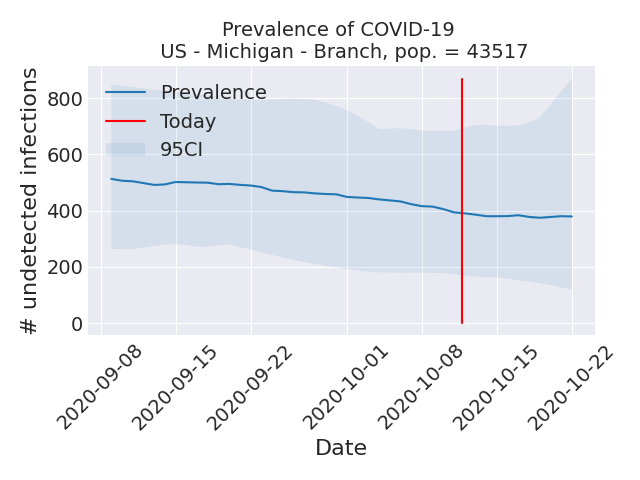 Prevalence of COVID-19
US - Michigan - Branch, pop. = 43517
# undetected infections
800
600
400
200
0
Prevalence
Today
95CI
2020-09-08
2020-09-15
2020-09-22
2020-10-01
2020-10-08
2020-10-15
2020-10-22
Date